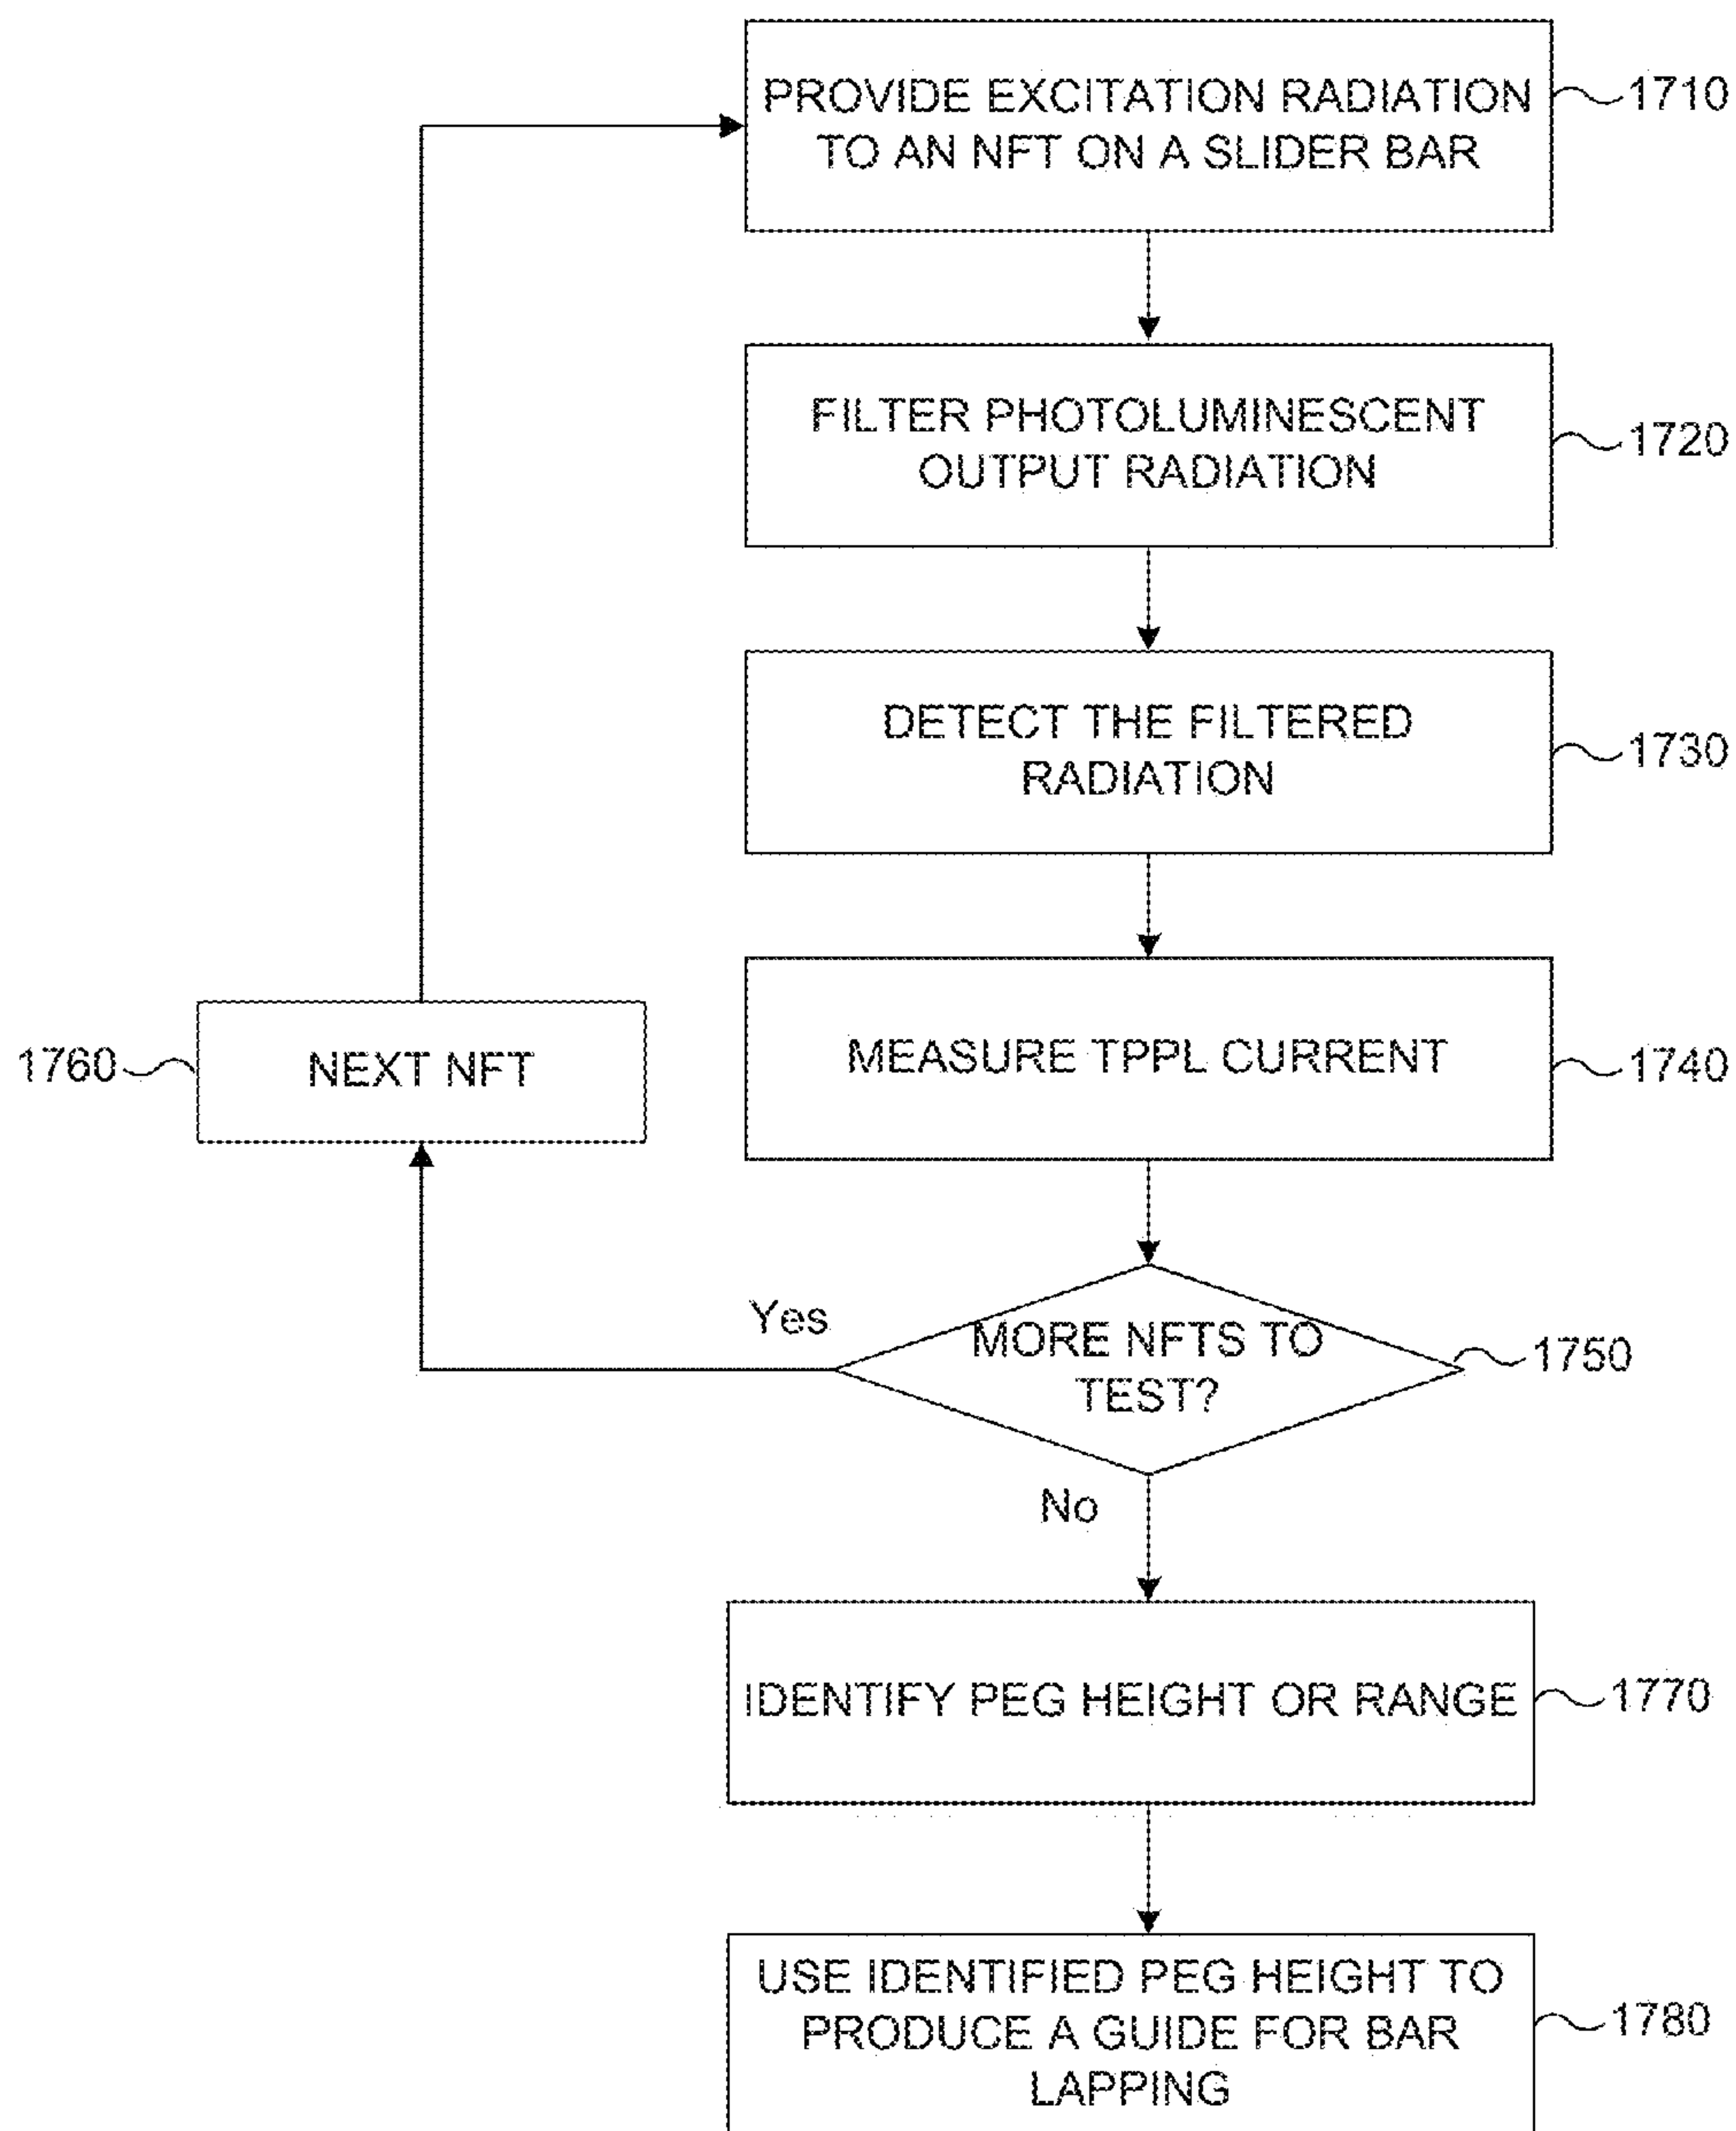 PROVIDE EXCITATION RADIATION
TO AN NFT ON A SLIDER BAR
1710
FILTER PHOTOLUMINESCENT
OUTPUT RADIATION
1720
DETECT THE FILTERED
RADIATION
1730
MEASURE TPPL CURRENT
1740
1760
NEXT NFT
Yes
MORE NFTS TO
TEST?
1750
No
IDENTIFY PEG HEIGHT OR RANGE
1770
USE IDENTIFIED PEG HEIGHT TO
PRODUCE A GUIDE FOR BAR
LAPPING
1780